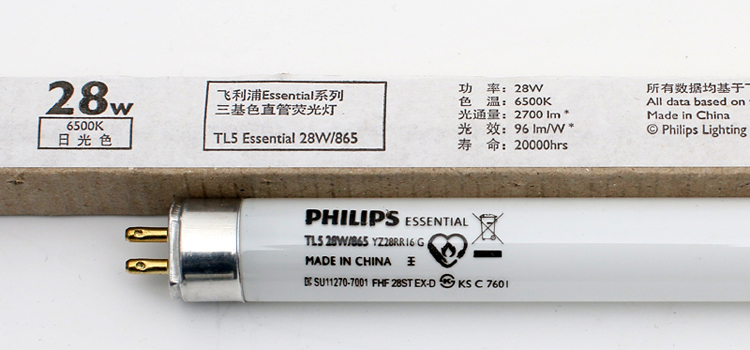 28w
6500K
日光色
飞利浦Essential系列
三基色直管荧光灯
TL5 Essential 28W/865
功 率: 28W
色 温: 6500K
光通量: 2700 lm *
光 效: 96 lm/W *
寿 命: 20000hrs
所有数据均基于
All data based on
Made in China
© Philips Lighting
PHILIPS ESSENTIAL
TL5 28W/865 YZ28RR16 G
MADE IN CHINA
SU11270-7001 FHF 28ST EX-D KS C 7601